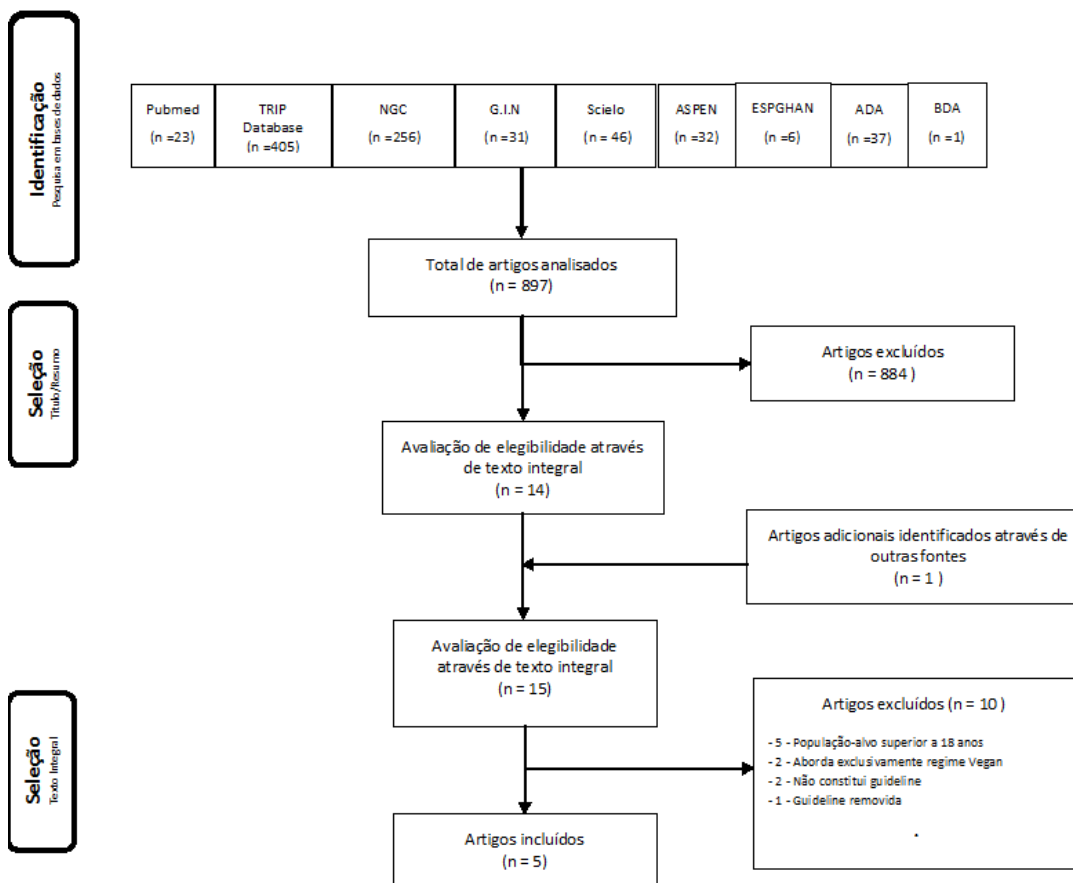 Identificação
Pesquisa em bases de dados
Pubmed
(n =23)
TRIP
Database
(n =405)
NGC
(n =256)
G.I.N
(n =31)
Scielo
(n =46)
ASPEN
(n =32)
ESPGHAN
(n =6)
ADA
(n =37)
BDA
(n =1)
Total de artigos analisados
(n = 897)
Seleção
Título/Resumo
Artigos excluídos
(n = 884 )
Avaliação de elegibilidade através
de texto integral
(n = 14)
Artigos adicionais identificados através de
outras fontes
(n = 1 )
Avaliação de elegibilidade
através de texto integral
(n = 15)
Seleção
Texto Integral
Artigos excluídos (n = 10 )
- 5 - População-alvo superior a 18 anos
- 2 - Aborda exclusivamente regime Vegan
- 2 - Não constitui guideline
- 1 - Guideline removida
.
Artigos incluídos
(n = 5)